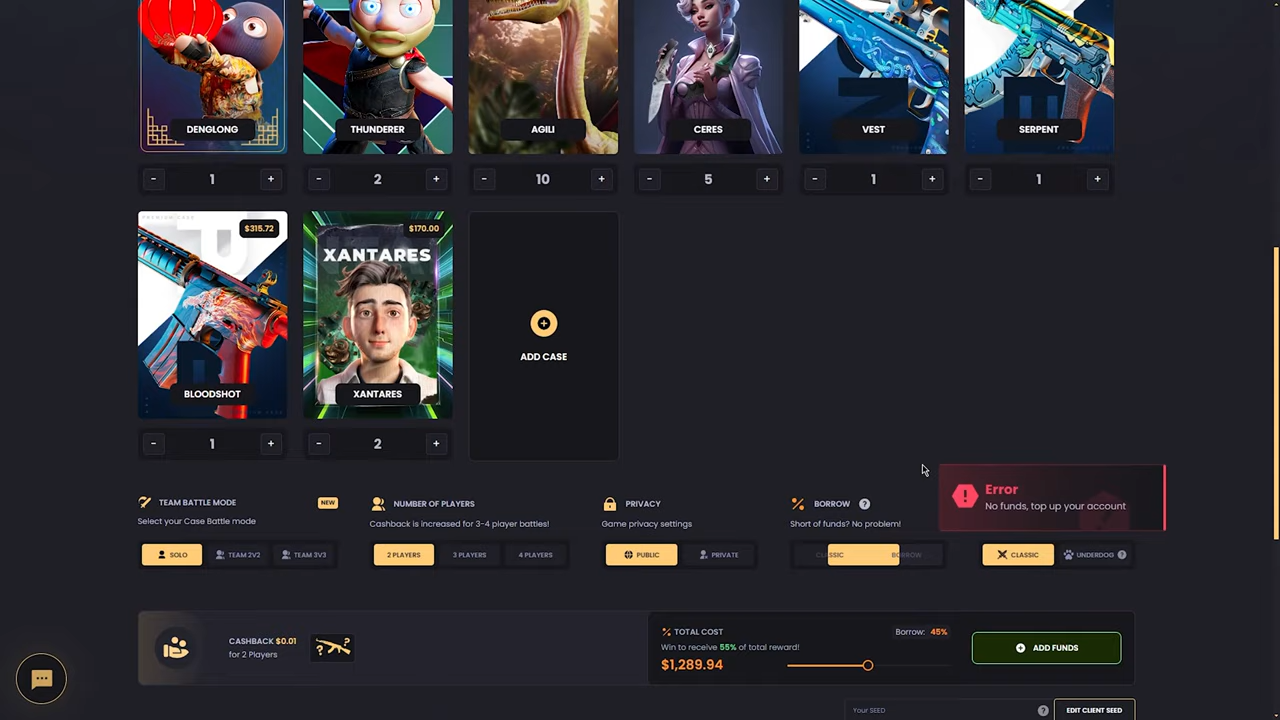 DENGLONG
THUNDERER
AGILI
CERES
VEST
SERPENT
- 1 +
- 2 +
- 10 +
- 5 +
- 1 +
- 1 +
PREMIUM CASE
$315.72
BLOODSHOT
$170.00
XANTARES
XANTARES
ADD CASE
- 1 +
- 2 +
Error
No funds, top up your account
TEAM BATTLE MODE
NEW
Select your Case Battle mode
SOLO
TEAM 2V2
TEAM 3V3
NUMBER OF PLAYERS
Cashback is increased for 3-4 player battles!
2 PLAYERS
3 PLAYERS
4 PLAYERS
PRIVACY
Game privacy settings
PUBLIC
PRIVATE
BORROW ?
Short of funds? No problem!
CLASSIC
BORROW
CLASSIC
UNDERDOG ?
CASHBACK $0.01
for 2 Players
TOTAL COST
Borrow: 45%
Win to receive 55% of total reward!
$1,289.94
ADD FUNDS
Your SEED
?
EDIT CLIENT SEED